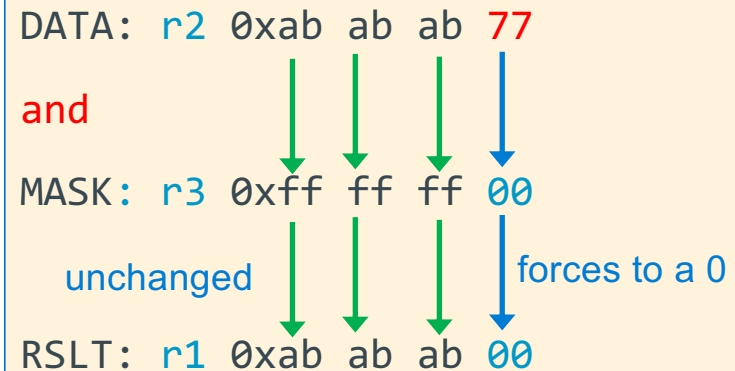 DATA: r2 0xab ab ab 77
and
MASK: r3 0xff ff ff 00
unchanged forces to a 0
RSLT: r1 0xab ab ab 00